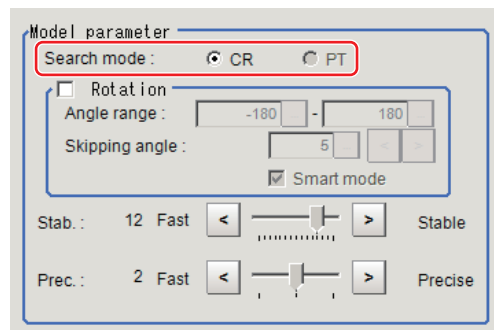 Model parameter
Search mode : CR PT
Rotation
Angle range : -180 ... - 180 ...
Skipping angle : 5 ... < >
Smart mode
Stab. : 12 Fast < > Stable
Prec. : 2 Fast < > Precise